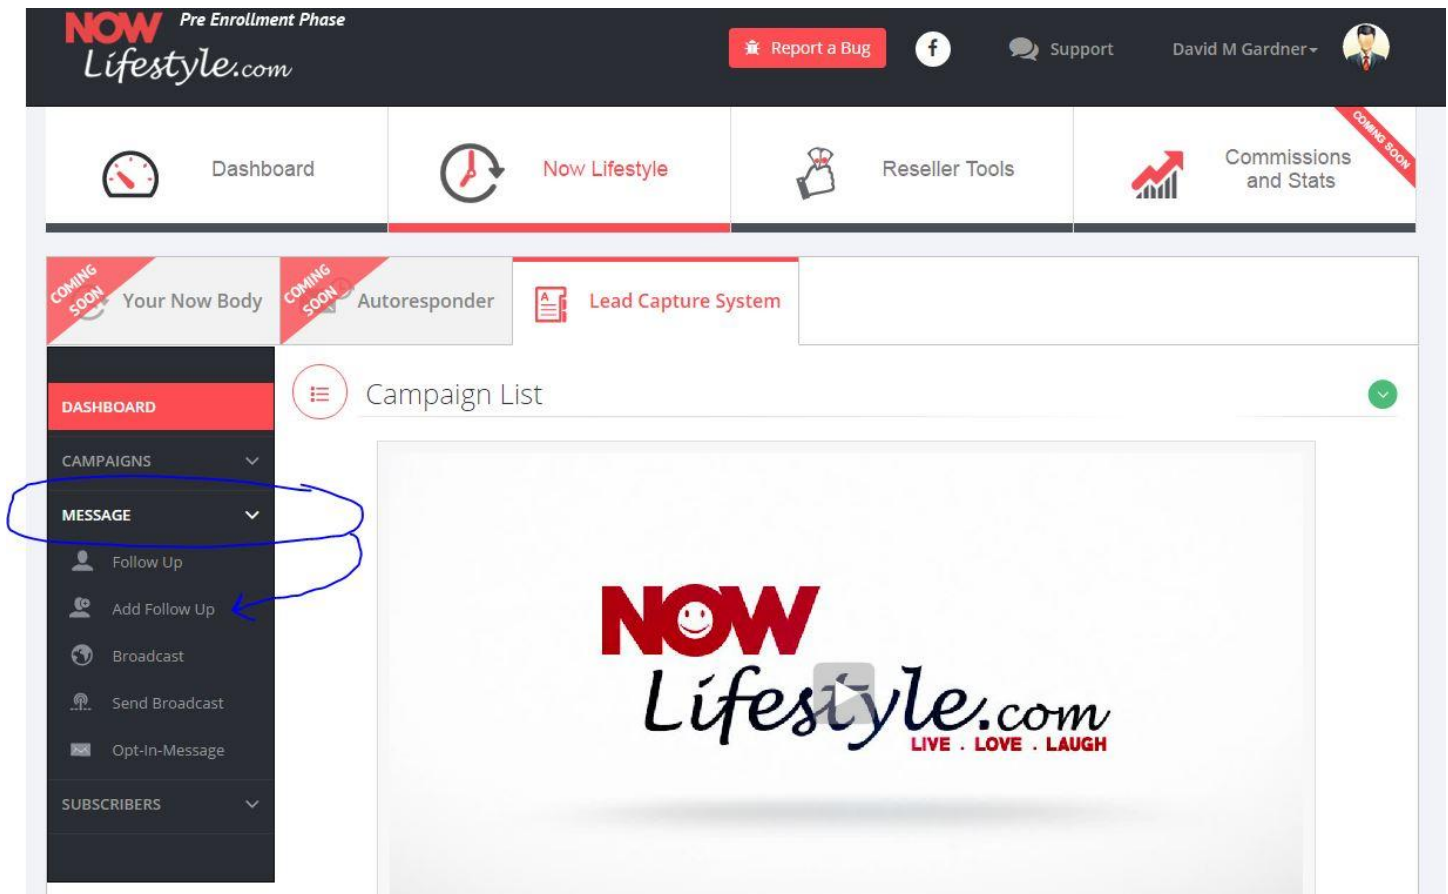 NOW Pre Enrollment Phase
Lifestyle.com
Report a Bug
f
Support
David M Gardner
Dashboard
Now Lifestyle
Reseller Tools
Commissions
and Stats
COMING SOON
COMING
SOON
Your Now Body
COMING
SOON
Autoresponder
Lead Capture System
DASHBOARD
CAMPAIGNS
MESSAGE
Follow Up
Add Follow Up
Broadcast
Send Broadcast
Opt-In-Message
SUBSCRIBERS
Campaign List
NOW
Lifestyle.com
LIVE . LOVE . LAUGH